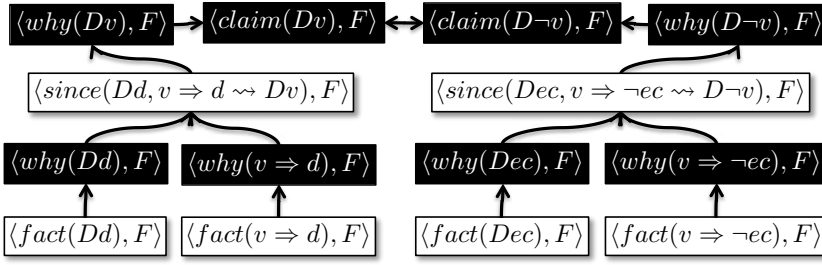 ⟨why(Dv), F⟩ ⟨claim(Dv), F⟩ ⟨claim(D¬v), F⟩ ⟨why(D¬v), F⟩
⟨since(Dd, v ⇒ d ⇝ Dv), F⟩ ⟨since(Dec, v ⇒ ¬ec ⇝ D¬v), F⟩
⟨why(Dd), F⟩ ⟨why(v ⇒ d), F⟩ ⟨why(Dec), F⟩ ⟨why(v ⇒ ¬ec), F⟩
⟨fact(Dd), F⟩ ⟨fact(v ⇒ d), F⟩ ⟨fact(Dec), F⟩ ⟨fact(v ⇒ ¬ec), F⟩